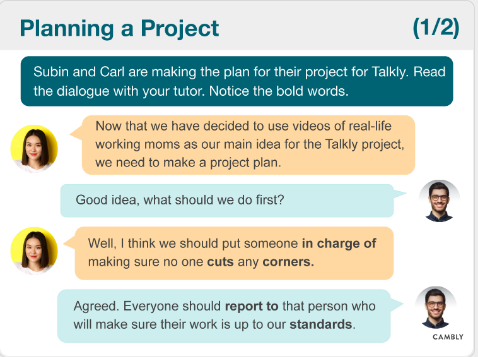 Planning a Project (1/2)
Subin and Carl are making the plan for their project for Talkly. Read
the dialogue with your tutor. Notice the bold words.
Now that we have decided to use videos of real-life
working moms as our main idea for the Talkly project,
we need to make a project plan.
Good idea, what should we do first?
Well, I think we should put someone in charge of
making sure no one cuts any corners.
Agreed. Everyone should report to that person who
will make sure their work is up to our standards.
CAMBLY